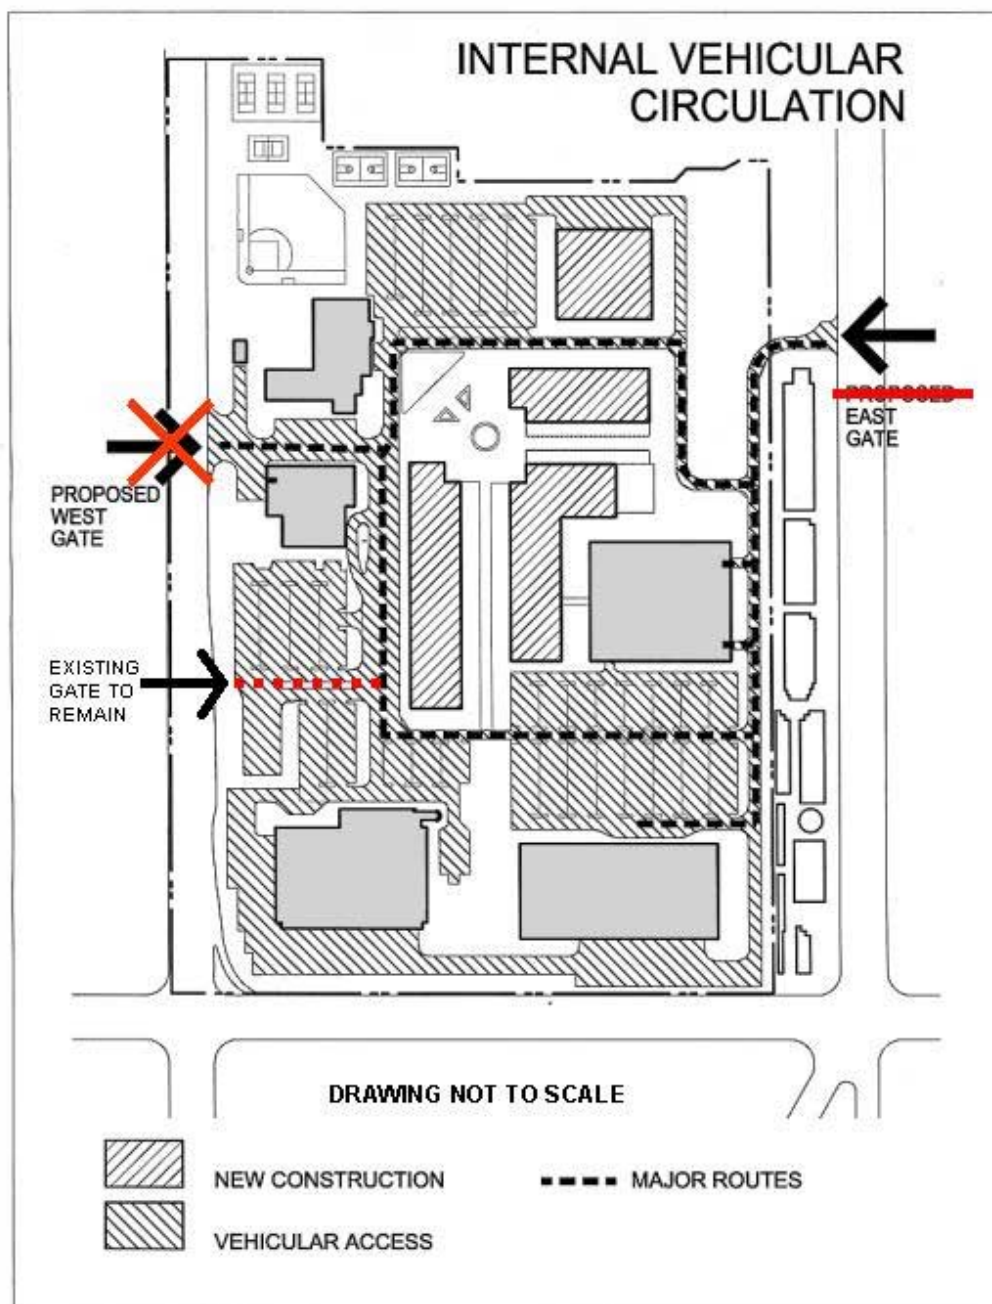 INTERNAL VEHICULAR
CIRCULATION
PROPOSED
EAST
GATE
PROPOSED
WEST
GATE
EXISTING
GATE TO
REMAIN
DRAWING NOT TO SCALE
NEW CONSTRUCTION
MAJOR ROUTES
VEHICULAR ACCESS